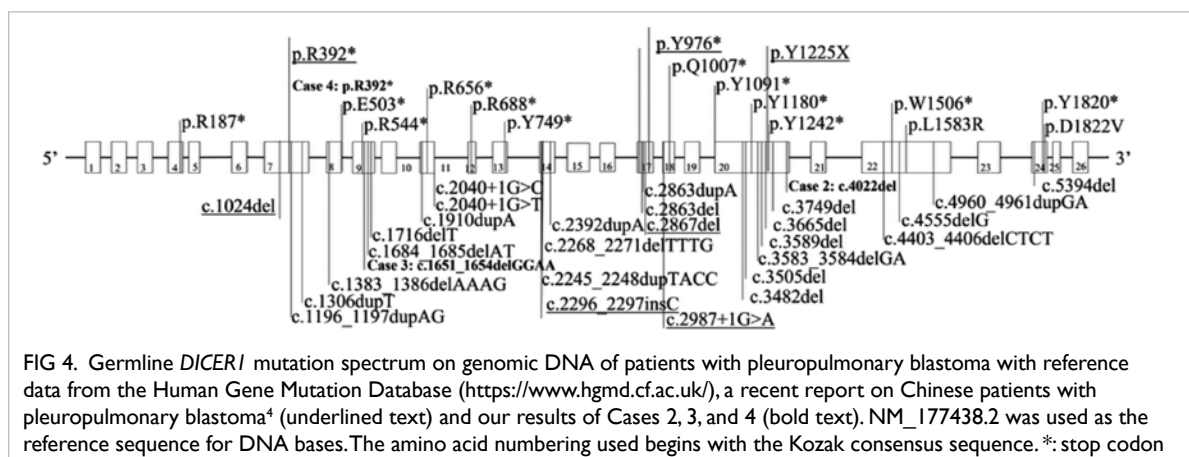 p.R392*
p.Y976*
p.Y1225X
p.Q1007*
Case 4: p.R392*
p.R656*
p.Y1091*
p.E503*
p.R688*
p.Y1180*
p.W1506*
p.Y1820*
p.R187*
p.R544*
p.Y749*
p.Y1242*
p.L1583R
p.D1822V
5’ 1 2 3 4 5 6 7 8 9 10 11 12 13 14 15 16 17 18 19 20 21 22 23 24 25 26 3’
c.1024del
c.2040+1G>C
c.2040+1G>T
c.1910dupA
c.1716delT
c.1684_1685delAT
Case 3: c.1651_1654delGGAA
c.1383_1386delAAAG
c.1306dupT
c.1196_1197dupAG
c.2863dupA
c.2863del
c.2867del
c.2392dupA
c.2268_2271delTTTG
c.2245_2248dupTACC
c.2296_2297insC
c.2987+1G>A
Case 2: c.4022del
c.3749del
c.3665del
c.3589del
c.3583_3584delGA
c.3505del
c.3482del
c.5394del
c.4960_4961dupGA
c.4555delG
c.4403_4406delCTCT
FIG 4. Germline DICER1 mutation spectrum on genomic DNA of patients with pleuropulmonary blastoma with reference
data from the Human Gene Mutation Database (https://www.hgmd.cf.ac.uk/), a recent report on Chinese patients with
pleuropulmonary blastoma⁴ (underlined text) and our results of Cases 2, 3, and 4 (bold text). NM_177438.2 was used as the
reference sequence for DNA bases. The amino acid numbering used begins with the Kozak consensus sequence. *: stop codon